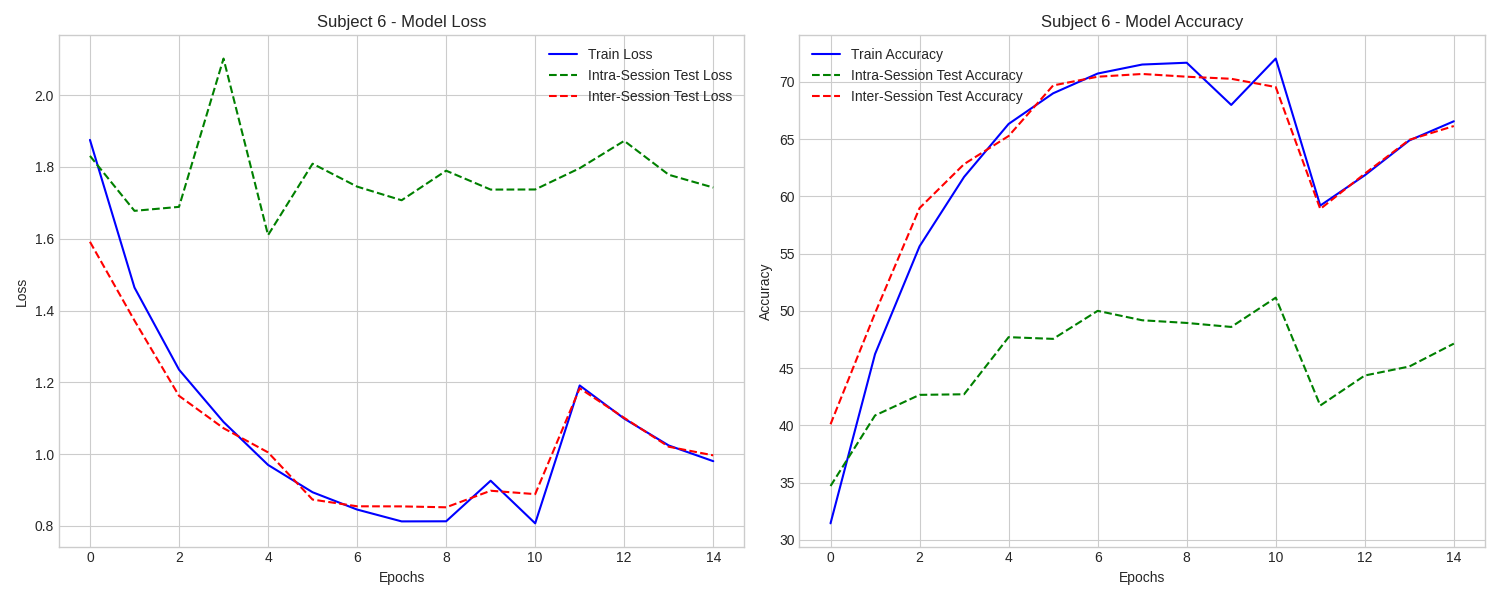 Subject 6 - Model Loss
Train Loss
Intra-Session Test Loss
Inter-Session Test Loss
Loss
2.0
1.8
1.6
1.4
1.2
1.0
0.8
0 2 4 6 8 10 12 14
Epochs
Subject 6 - Model Accuracy
Train Accuracy
Intra-Session Test Accuracy
Inter-Session Test Accuracy
Accuracy
70
65
60
55
50
45
40
35
30
0 2 4 6 8 10 12 14
Epochs